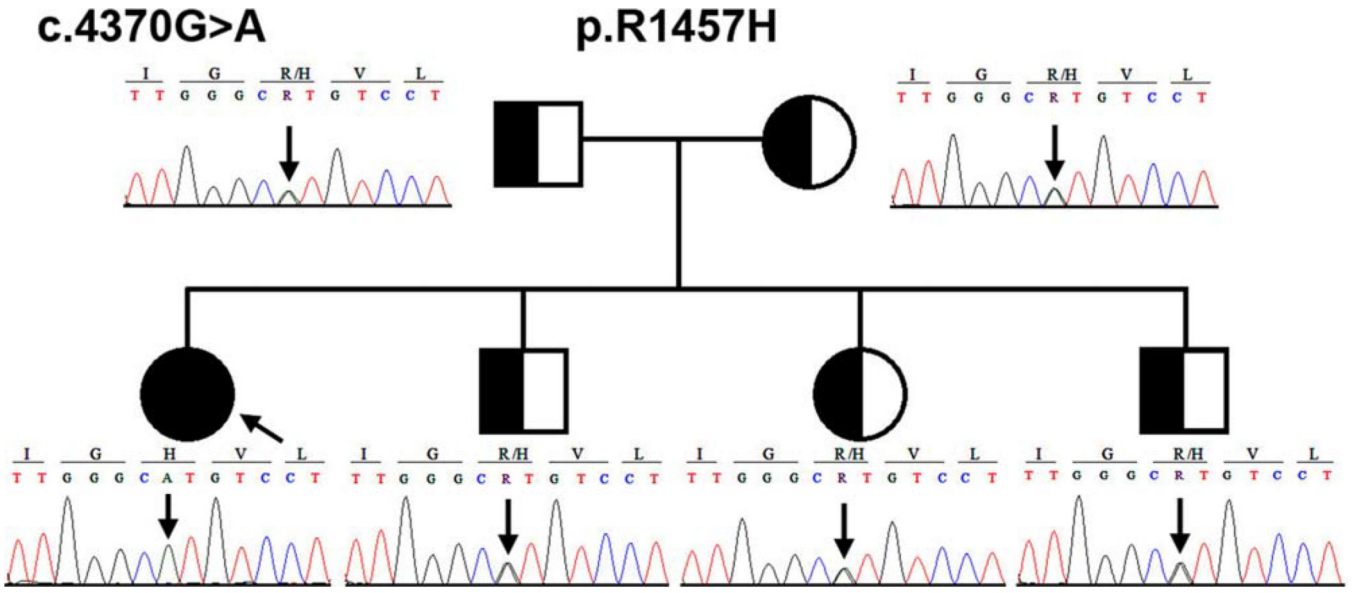 c.4370G>A
p.R1457H
I G R/H V L
T T G G G C R T G T C C T
I G R/H V L
T T G G G C R T G T C C T
I G H V L
T T G G G C A T G T C C T
I G R/H V L
T T G G G C R T G T C C T
I G R/H V L
T T G G G C R T G T C C T
I G R/H V L
T T G G G C R T G T C C T